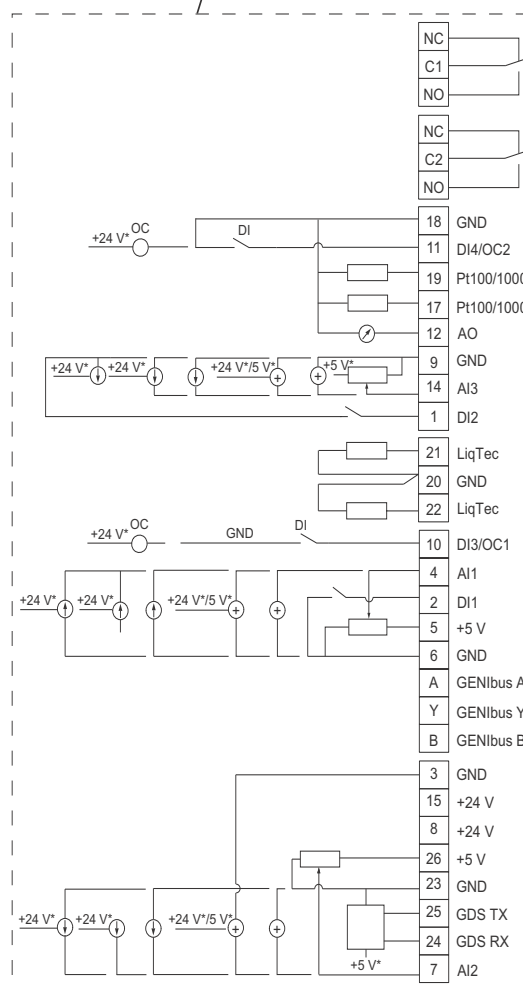 NC
C1
NO
NC
C2
NO
18 GND
+24 V* OC DI 11 DI4/OC2
19 Pt100/1000
17 Pt100/1000
12 AO
9 GND
+24 V* +24 V* +24 V*/5 V* +5 V*
14 AI3
1 DI2
21 LiqTec
20 GND
22 LiqTec
+24 V* OC GND DI 10 DI3/OC1
4 AI1
+24 V* +24 V* +24 V*/5 V* 2 DI1
5 +5 V
6 GND
A GENIbus A
Y GENIbus Y
B GENIbus B
3 GND
15 +24 V
8 +24 V
26 +5 V
23 GND
+24 V* +24 V* +24 V*/5 V* 25 GDS TX
24 GDS RX
+5 V* 7 AI2